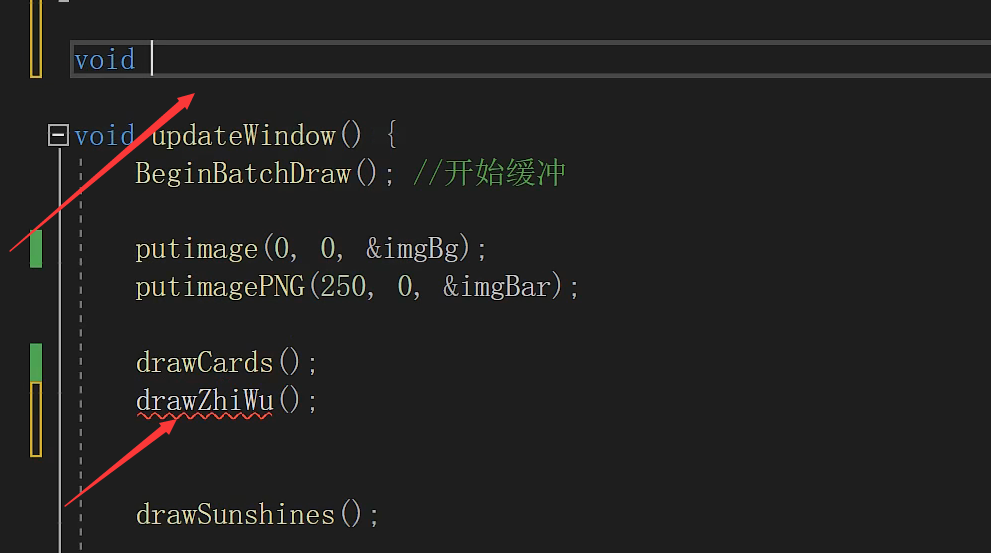 void
void updateWindow() {
BeginBatchDraw(); //开始缓冲
putimage(0, 0, &imgBg);
putimagePNG(250, 0, &imgBar);
drawCards();
drawZhiWu();
drawSunshines();